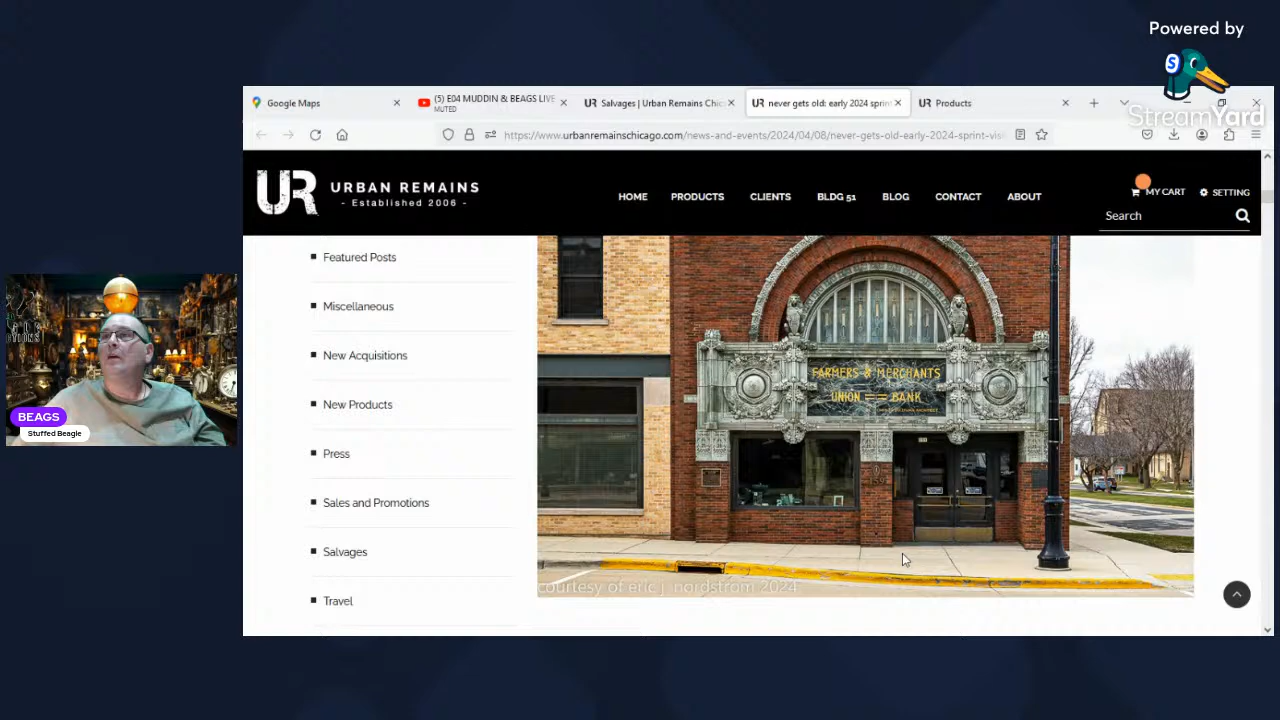 Powered by
StreamYard
Google Maps
(5) E04 MUDDIN & BEAGS LIVE
MUTED
UR Salvages | Urban Remains Chic
UR never gets old: early 2024 sprin
UR Products
https://www.urbanremainschicago.com/news-and-events/2024/04/08/never-gets-old-early-2024-sprint-vis
UR URBAN REMAINS
- Established 2006 -
HOME PRODUCTS CLIENTS BLDG 51 BLOG CONTACT ABOUT
MY CART SETTING
Search
Featured Posts
Miscellaneous
New Acquisitions
New Products
Press
Sales and Promotions
Salvages
Travel
FARMERS & MERCHANTS
UNION BANK
courtesy of eric j. nordstrom 2024
BEAGS
Stuffed Beagle